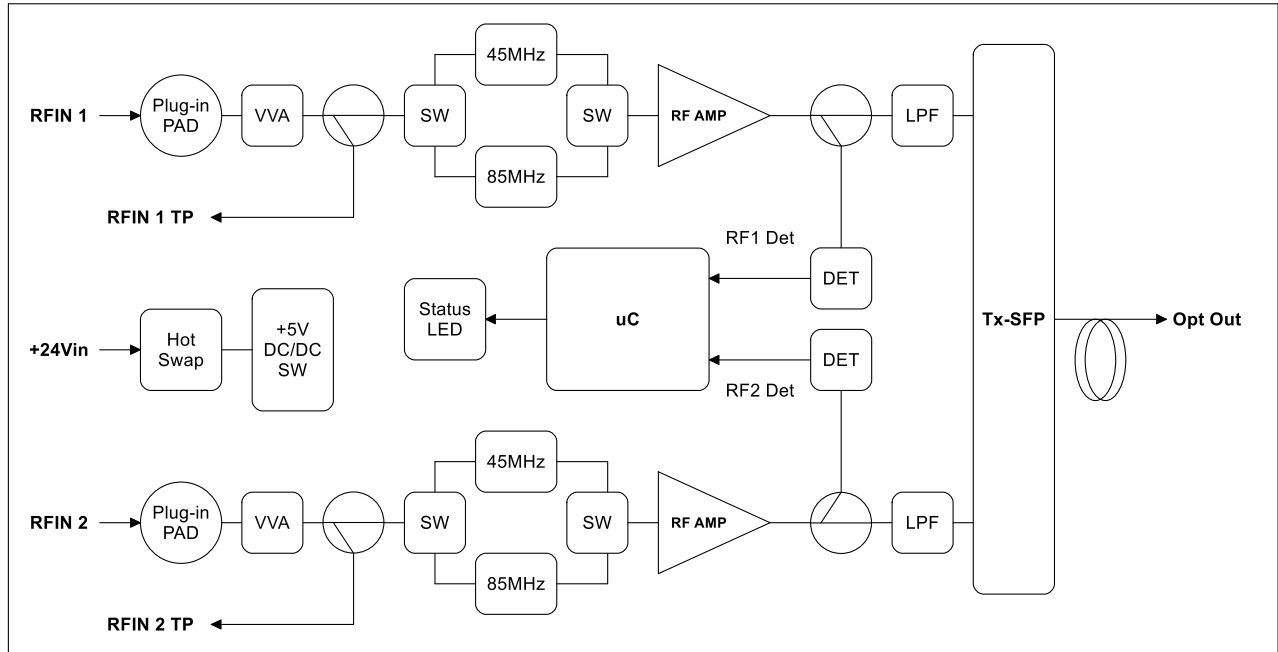 45MHz
RFIN 1
Plug-in
PAD
VVA
SW
SW
RF AMP
LPF
85MHz
RFIN 1 TP
RF1 Det
DET
Status
LED
uC
Tx-SFP
Opt Out
+24Vin
Hot
Swap
+5V
DC/DC
SW
DET
RF2 Det
45MHz
RFIN 2
Plug-in
PAD
VVA
SW
SW
RF AMP
LPF
85MHz
RFIN 2 TP